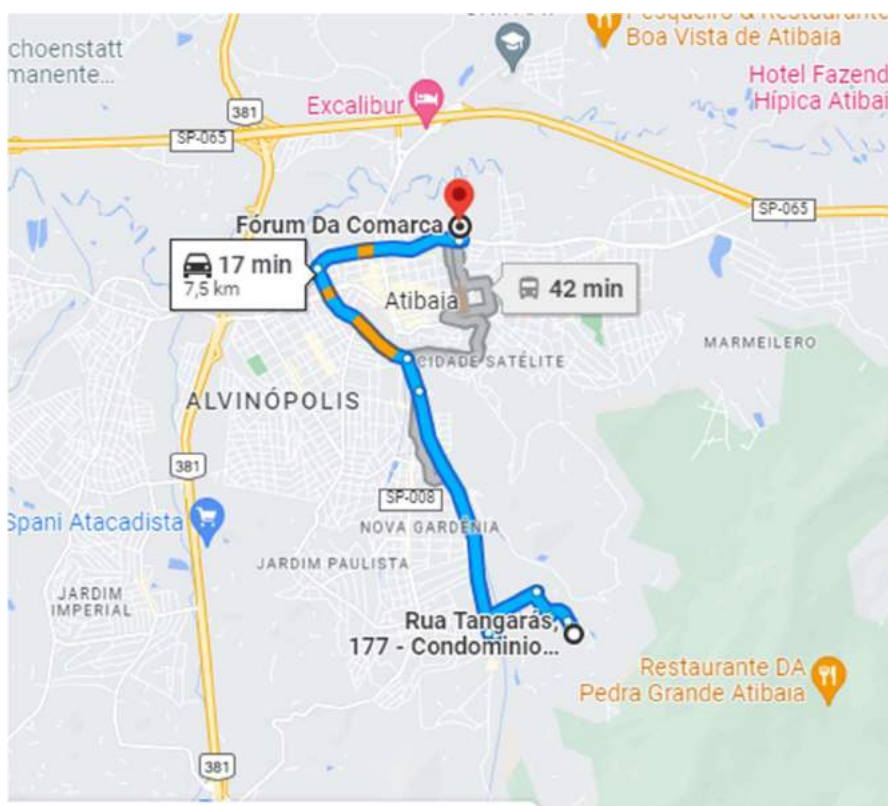 choenstatt
manente...
Pesqueiro & Restaurante
Boa Vista de Atibaia
Hotel Fazend
Hípica Atibai
381
Excalibur
SP-065
SP-065
Fórum Da Comarca
17 min
7,5 km
42 min
Atibaia
CIDADE SATÉLITE
MARMEILERO
ALVINÓPOLIS
381
SP-008
Spani Atacadista
NOVA GARDÊNIA
JARDIM PAULISTA
JARDIM
IMPERIAL
Rua Tangarás,
177 - Condominio...
Restaurante DA
Pedra Grande Atibaia
381